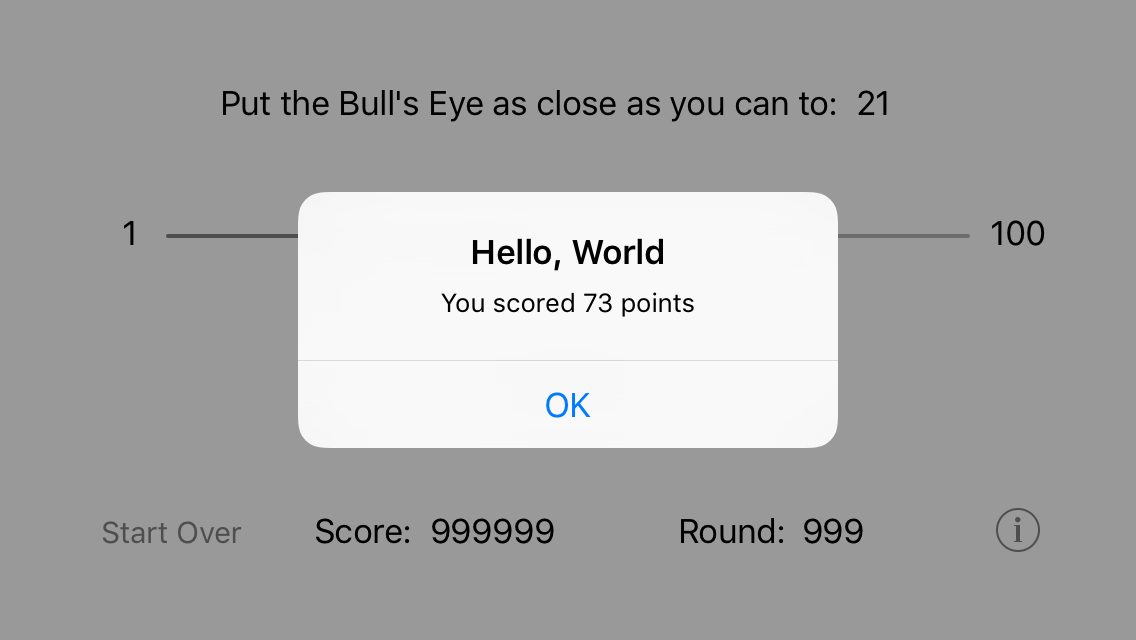 Put the Bull's Eye as close as you can to: 21
1 100
Hello, World
You scored 73 points
OK
Start Over Score: 999999 Round: 999 i